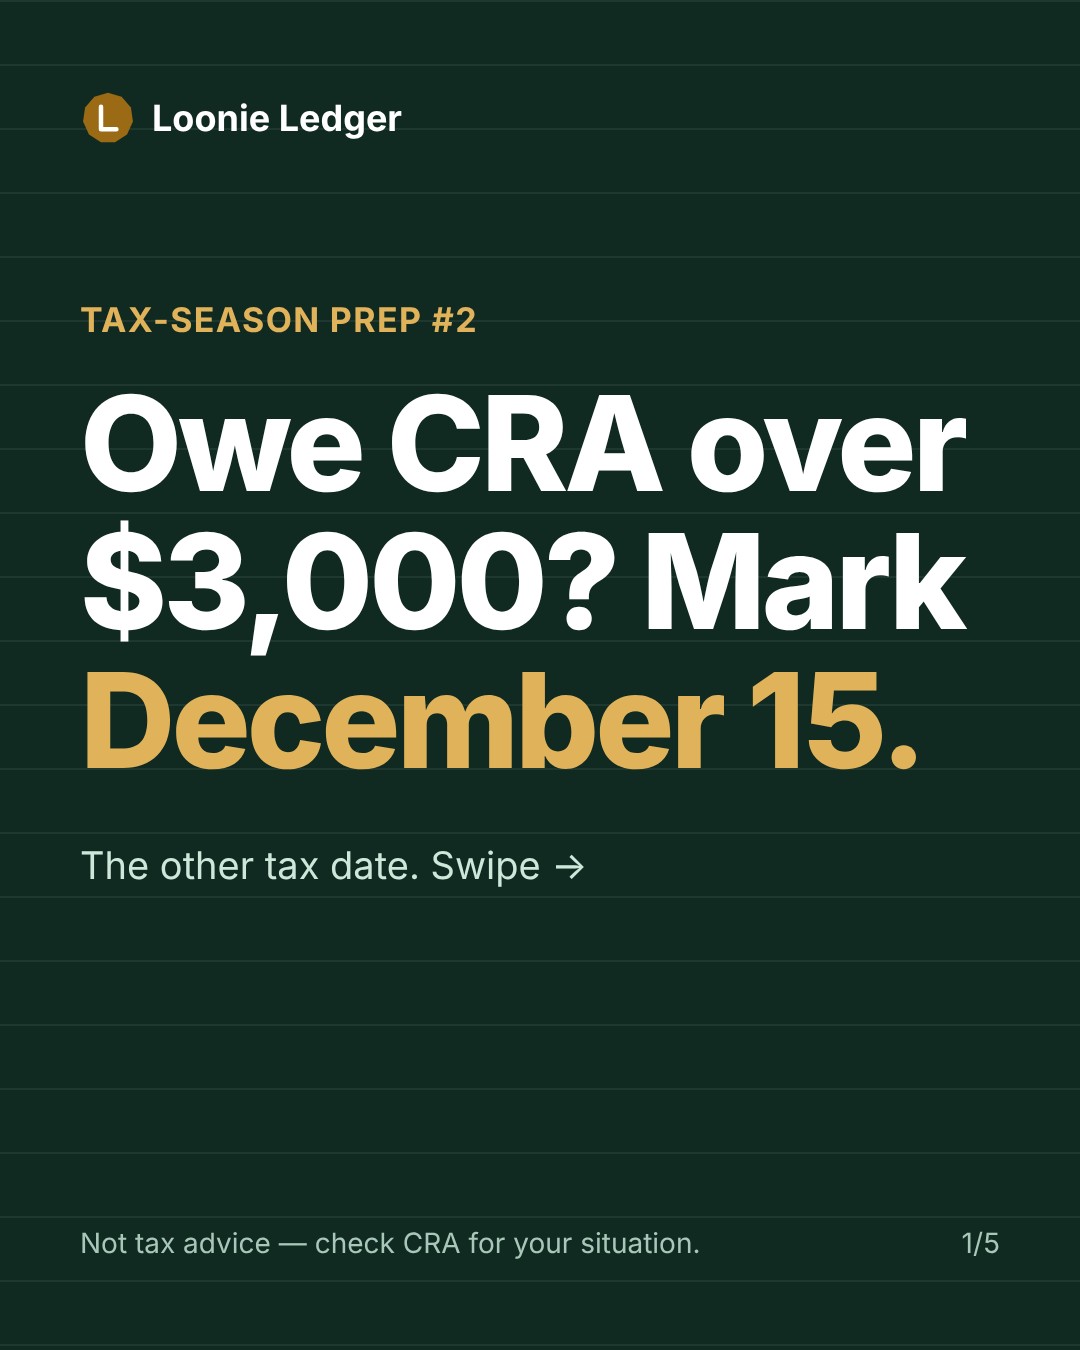 L Loonie Ledger
TAX-SEASON PREP #2
Owe CRA over
$3,000? Mark
December 15.
The other tax date. Swipe →
Not tax advice — check CRA for your situation. 1/5